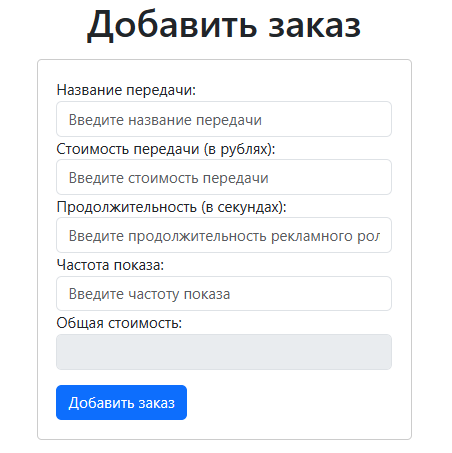 Добавить заказ
Название передачи:
Введите название передачи
Стоимость передачи (в рублях):
Введите стоимость передачи
Продолжительность (в секундах):
Введите продолжительность рекламного рол
Частота показа:
Введите частоту показа
Общая стоимость:
Добавить заказ